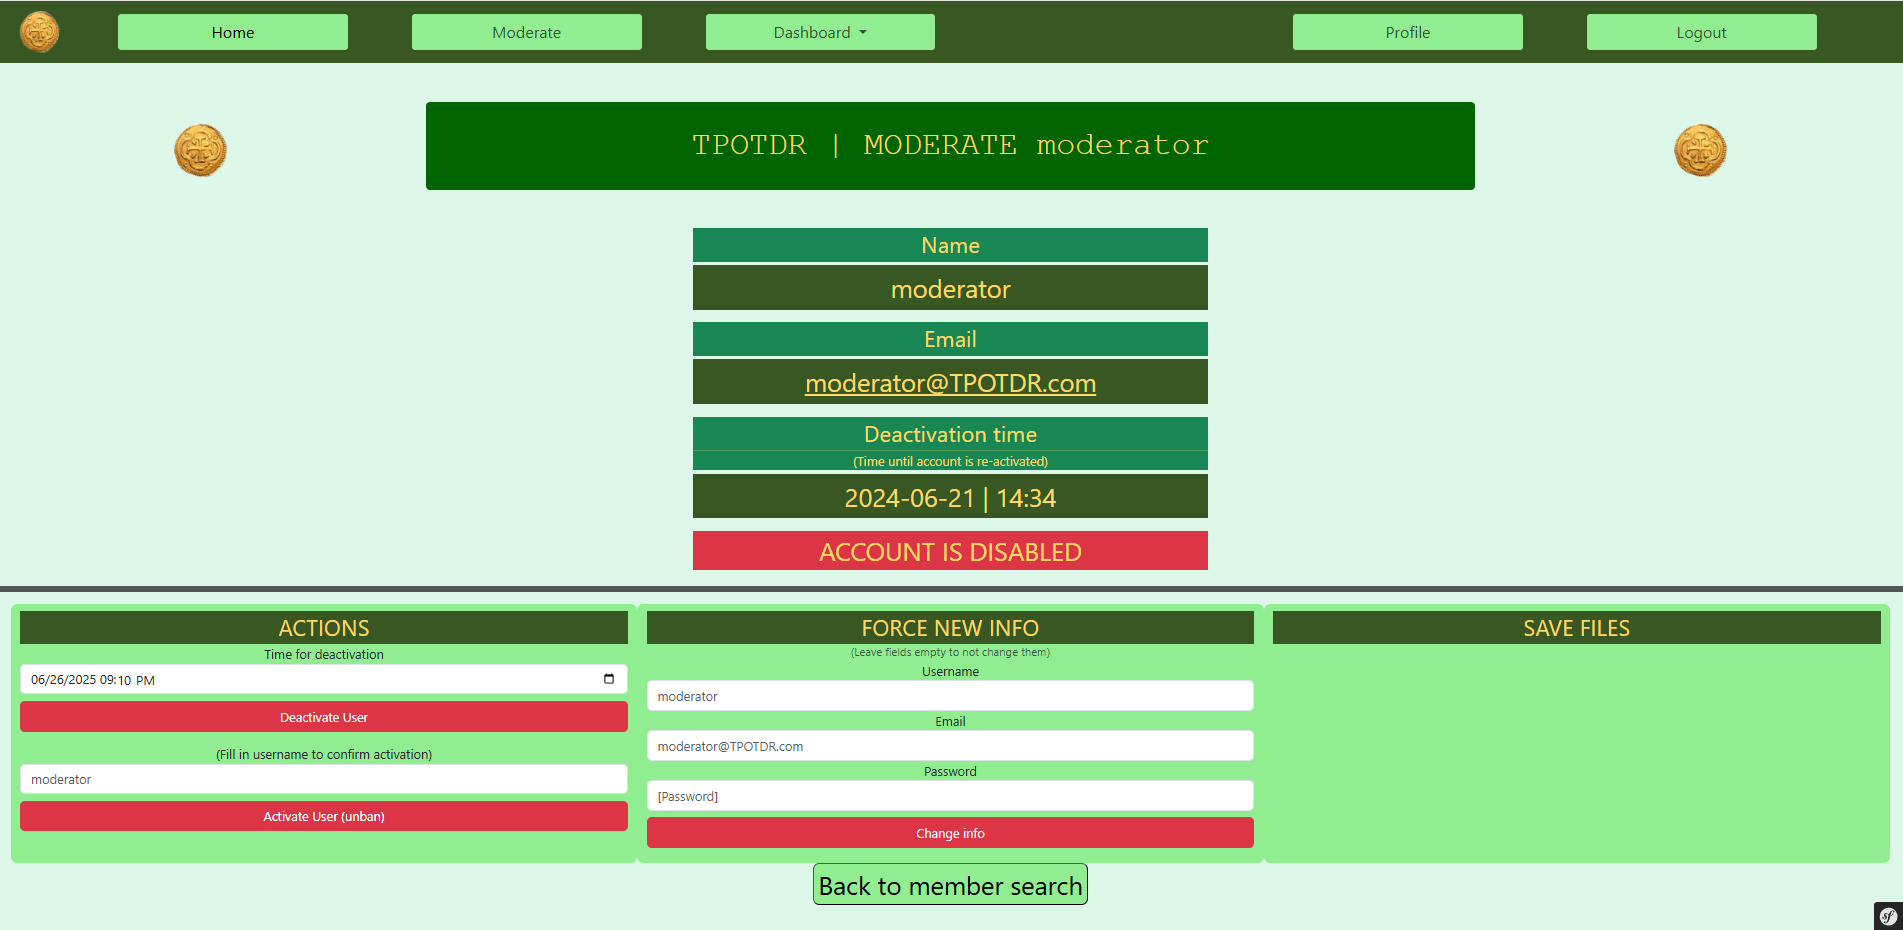 Home
Moderate
Dashboard
Profile
Logout
TPOTDR | MODERATE moderator
Name
moderator
Email
moderator@TPOTDR.com
Deactivation time
(Time until account is re-activated)
2024-06-21 | 14:34
ACCOUNT IS DISABLED
ACTIONS
Time for deactivation
06/26/2025 09:10 PM
Deactivate User
(Fill in username to confirm activation)
moderator
Activate User (unban)
FORCE NEW INFO
(Leave fields empty to not change them)
Username
moderator
Email
moderator@TPOTDR.com
Password
[Password]
Change info
SAVE FILES
Back to member search
sf